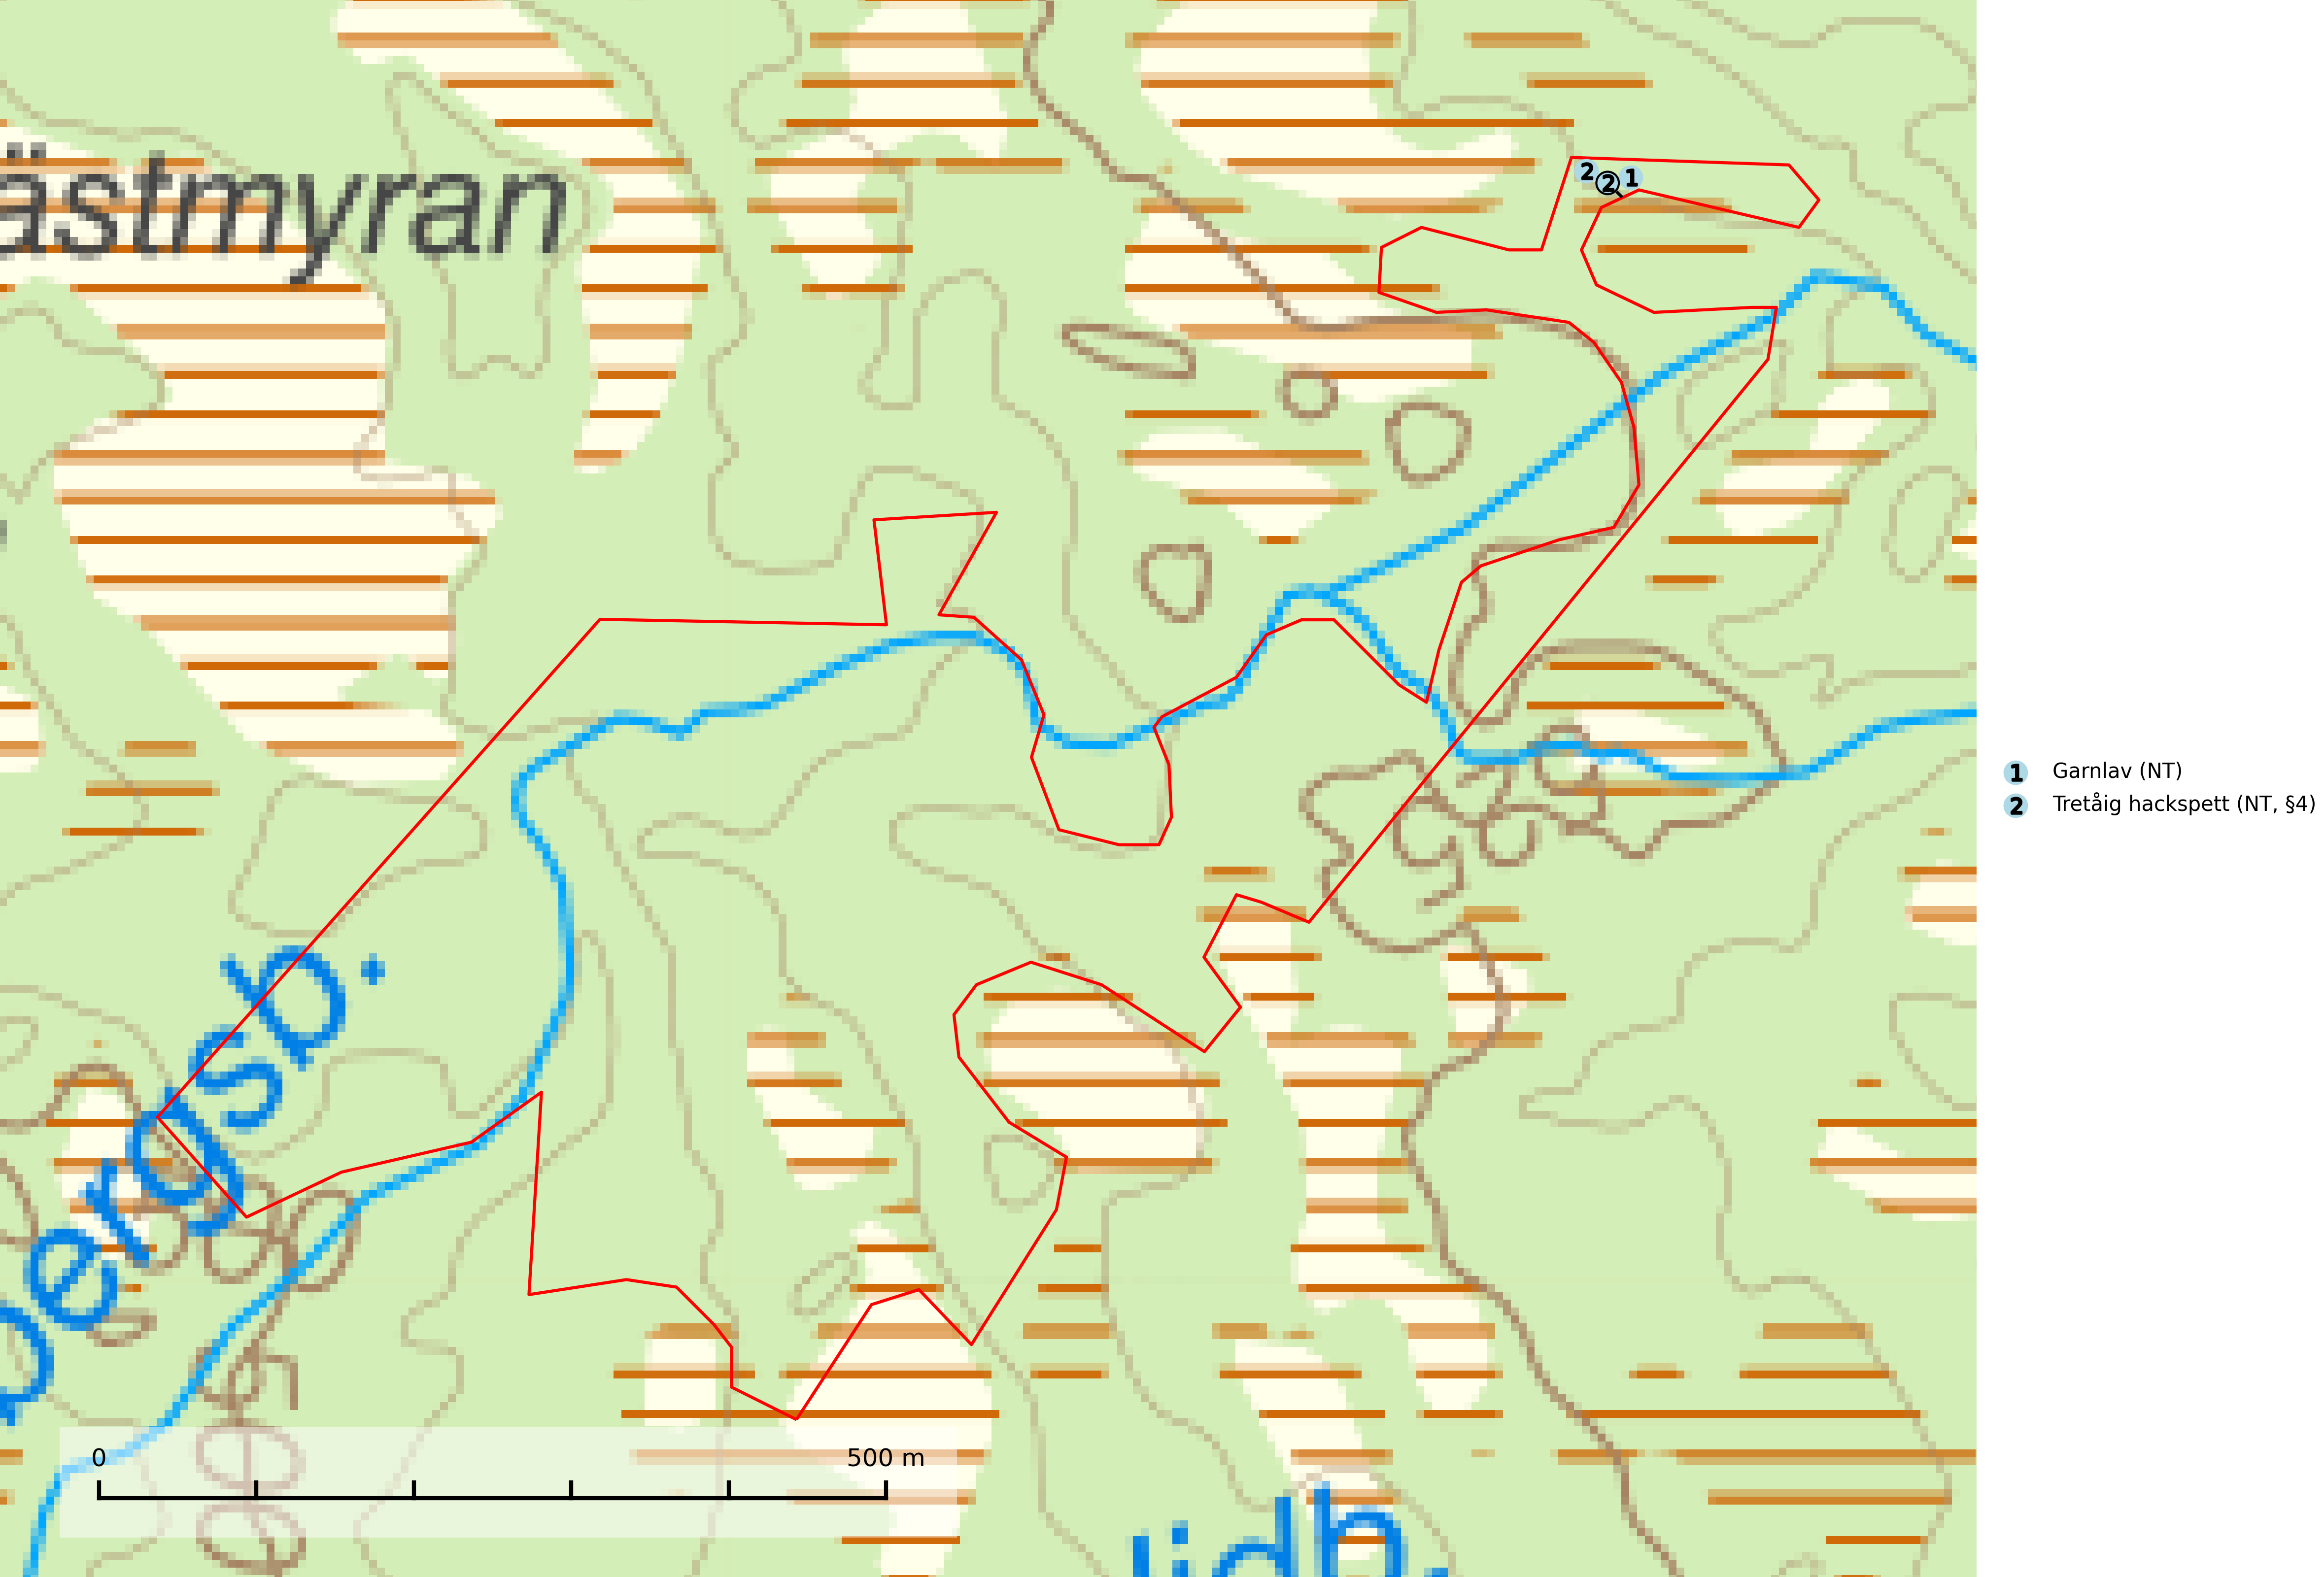 ästmyran
2 2 1
bergsb.
1 Garnlav (NT)
2 Tretåig hackspett (NT, §4)
0 500 m
lidb.